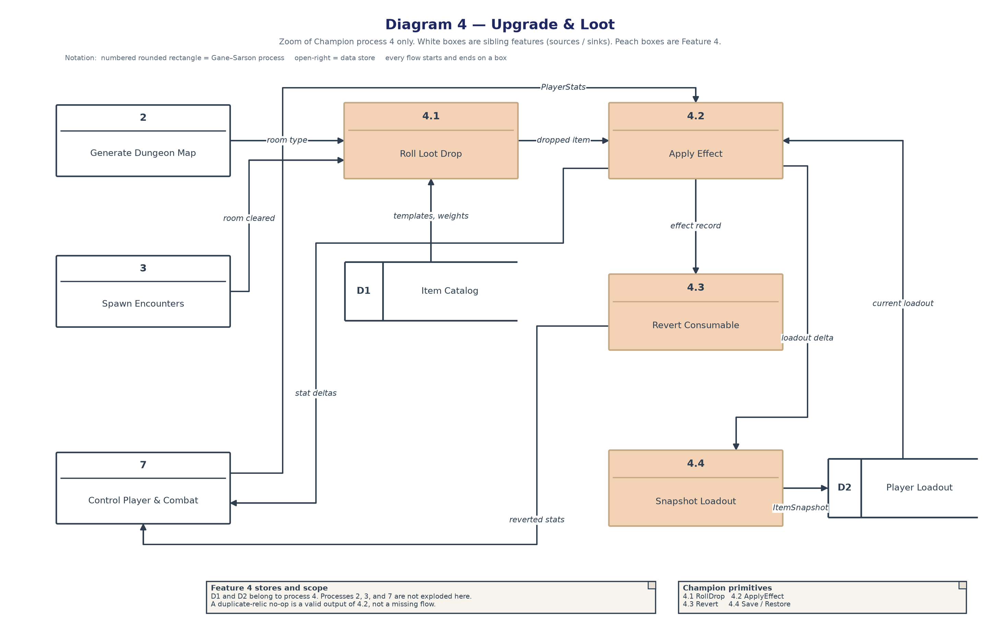 Diagram 4 — Upgrade & Loot
Zoom of Champion process 4 only. White boxes are sibling features (sources / sinks). Peach boxes are Feature 4.
Notation:  numbered rounded rectangle = Gane–Sarson process     open-right = data store     every flow starts and ends on a box
PlayerStats
2
Generate Dungeon Map
room type
4.1
Roll Loot Drop
dropped item
4.2
Apply Effect
room cleared
templates, weights
effect record
3
Spawn Encounters
D1
Item Catalog
4.3
Revert Consumable
current loadout
loadout delta
stat deltas
7
Control Player & Combat
reverted stats
4.4
Snapshot Loadout
ItemSnapshot
D2
Player Loadout
Feature 4 stores and scope
D1 and D2 belong to process 4. Processes 2, 3, and 7 are not exploded here.
A duplicate-relic no-op is a valid output of 4.2, not a missing flow.
Champion primitives
4.1 RollDrop   4.2 ApplyEffect
4.3 Revert     4.4 Save / Restore